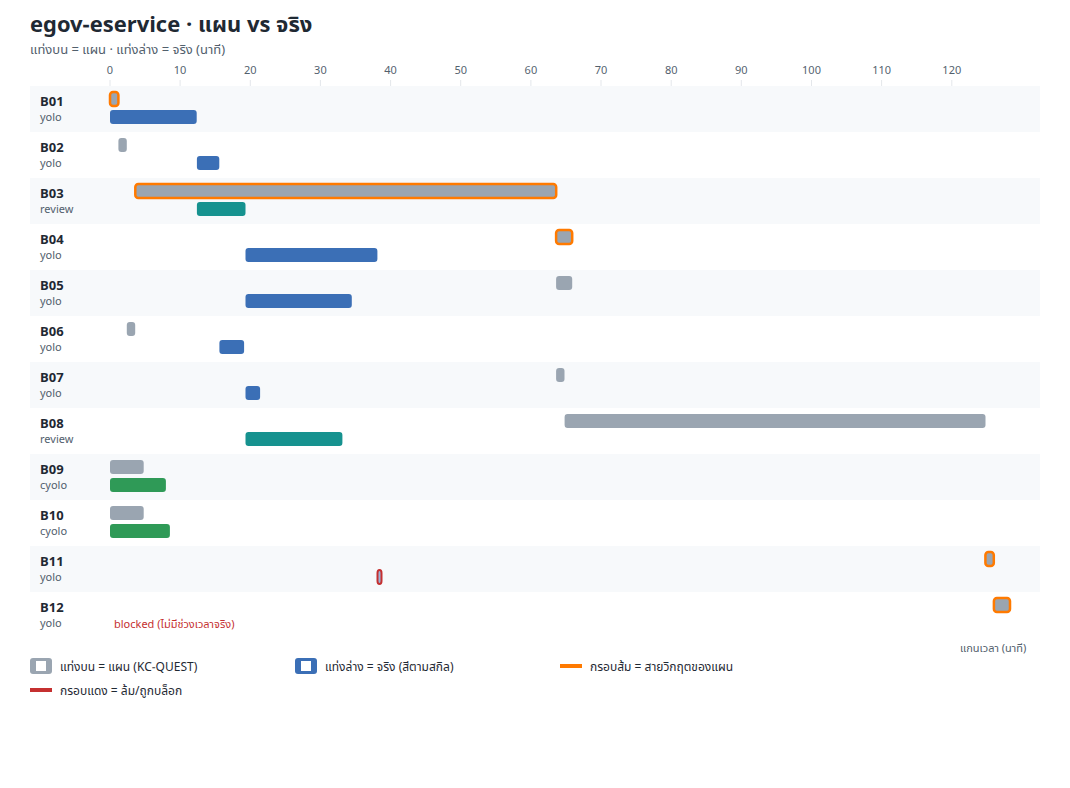 egov-eservice · แผน vs จริง
แท่งบน = แผน · แท่งล่าง = จริง (นาที)
0 10 20 30 40 50 60 70 80 90 100 110 120
B01
yolo
B02
yolo
B03
review
B04
yolo
B05
yolo
B06
yolo
B07
yolo
B08
review
B09
cyolo
B10
cyolo
B11
yolo
B12
yolo blocked (ไม่มีช่วงเวลาจริง)
แกนเวลา (นาที)
แท่งบน = แผน (KC-QUEST) แท่งล่าง = จริง (สีตามสกิล) กรอบส้ม = สายวิกฤตของแผน
กรอบแดง = ล้ม/ถูกบล็อก